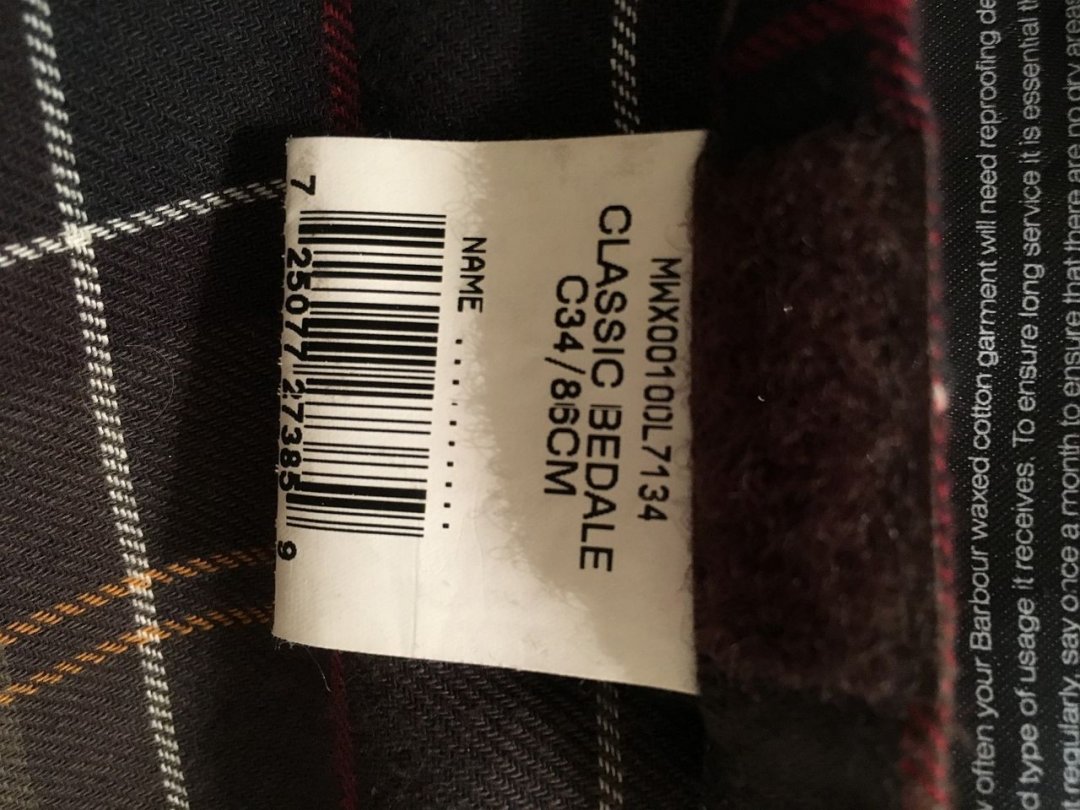 MWX0010OL7134
CLASSIC BEDALE
C34/86CM
NAME .........
7 25077 27385 9
often your Barbour waxed cotton garment will need reproofing de
d type of usage it receives. To ensure long service it is essential th
regularly, say once a month to ensure that there are no dry areas